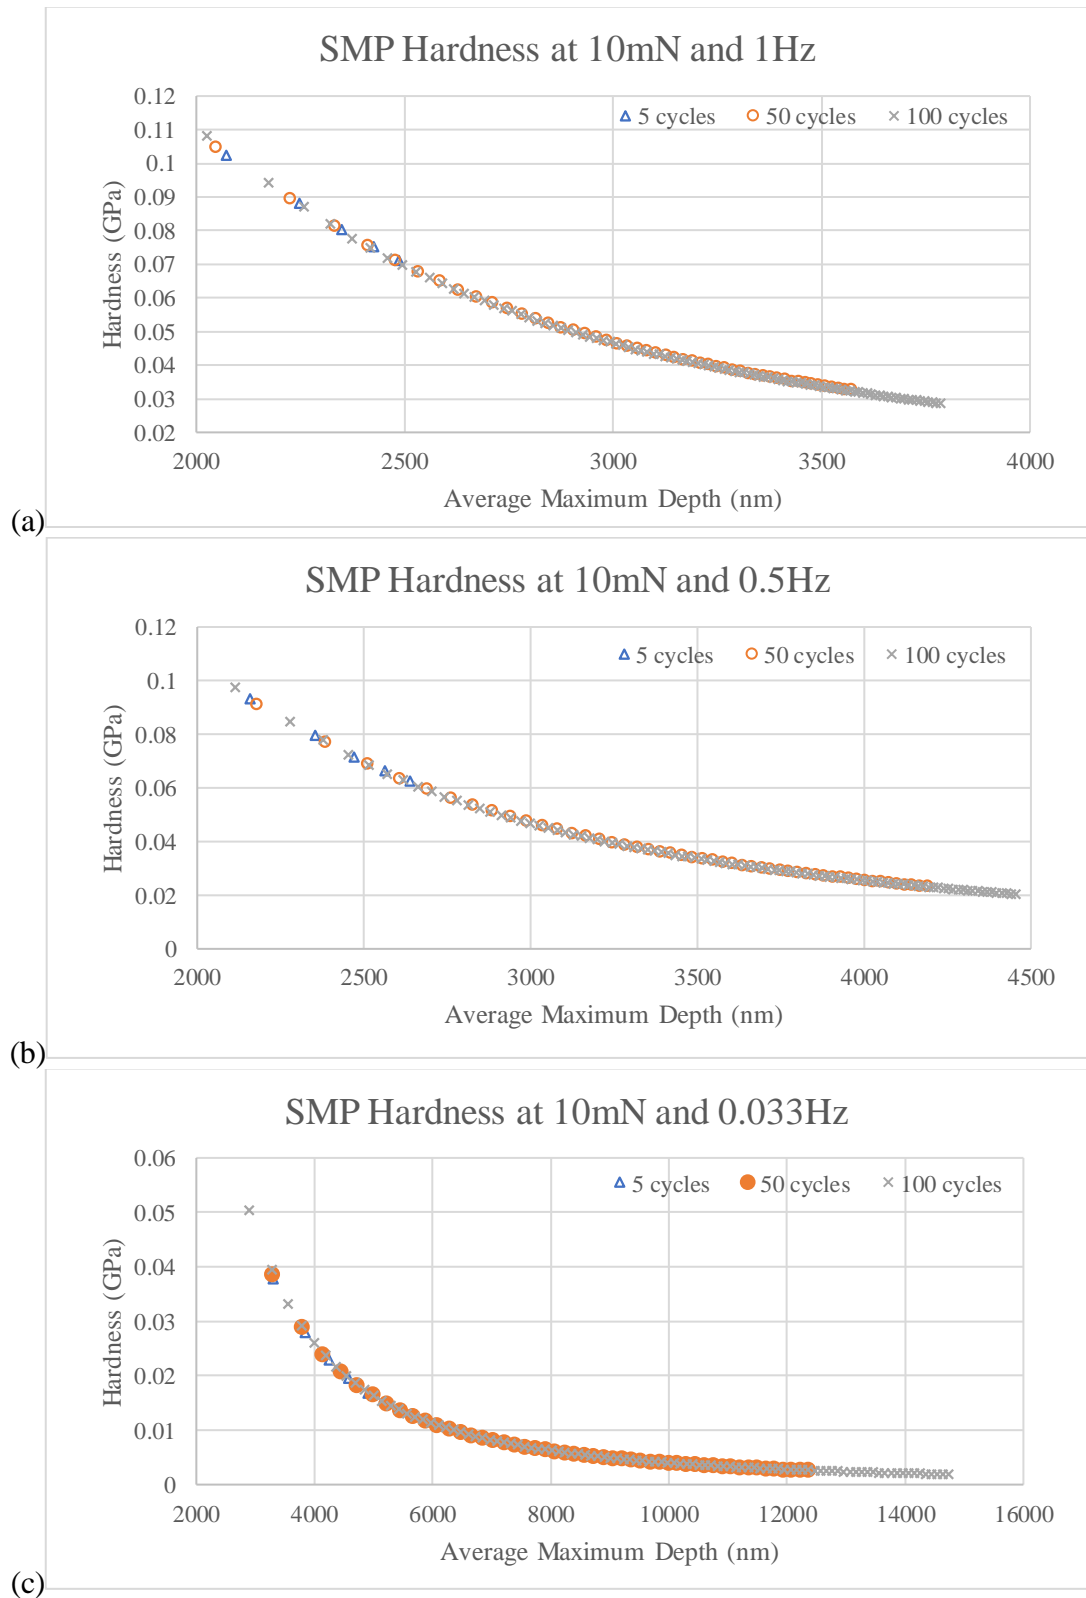 SMP Hardness at 10mN and 1Hz
0.12
5 cycles 50 cycles 100 cycles
0.11
0.1
0.09
0.08
0.07
0.06
0.05
0.04
0.03
0.02
Hardness (GPa)
2000 2500 3000 3500 4000
Average Maximum Depth (nm)
(a)
SMP Hardness at 10mN and 0.5Hz
0.12
5 cycles 50 cycles 100 cycles
0.1
0.08
0.06
0.04
0.02
0
Hardness (GPa)
2000 2500 3000 3500 4000 4500
Average Maximum Depth (nm)
(b)
SMP Hardness at 10mN and 0.033Hz
0.06
5 cycles 50 cycles 100 cycles
0.05
0.04
0.03
0.02
0.01
0
Hardness (GPa)
2000 4000 6000 8000 10000 12000 14000 16000
Average Maximum Depth (nm)
(c)